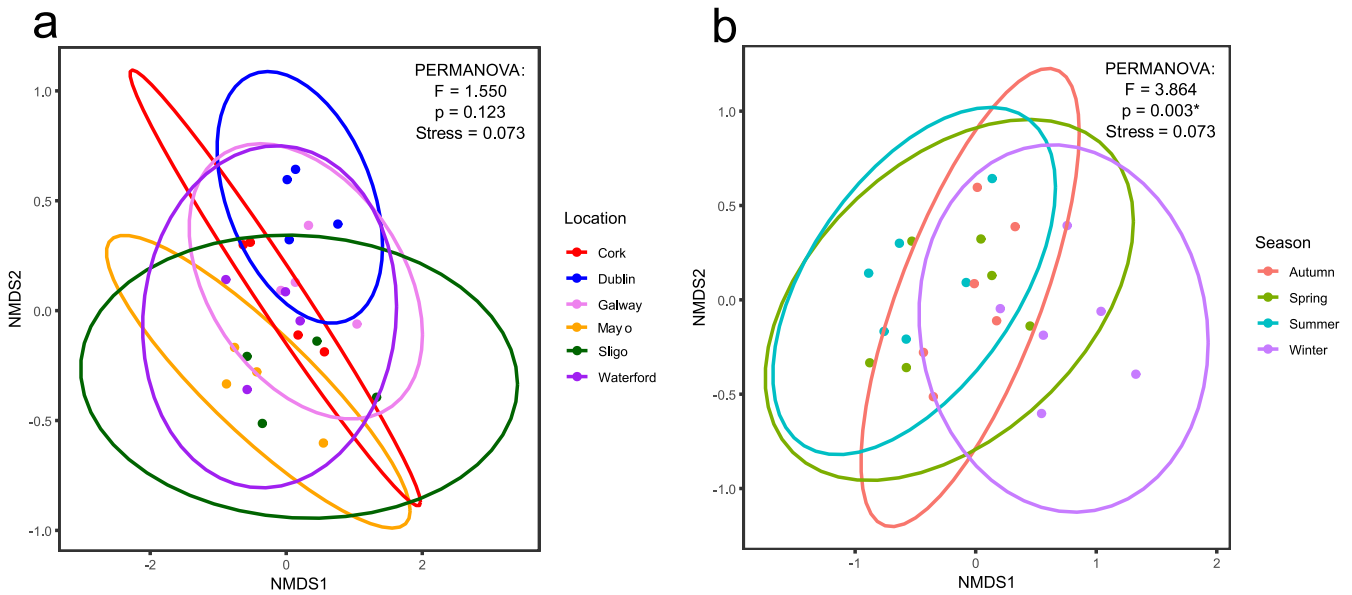 a
PERMANOVA:
F = 1.550
p = 0.123
Stress = 0.073
1.0
0.5
0.0
-0.5
-1.0
NMDS2
-2
0
2
NMDS1
Location
Cork
Dublin
Galway
Mayo
Sligo
Waterford
b
PERMANOVA:
F = 3.864
p = 0.003*
Stress = 0.073
1.0
0.5
0.0
-0.5
-1.0
NMDS2
-1
0
1
2
NMDS1
Season
Autumn
Spring
Summer
Winter